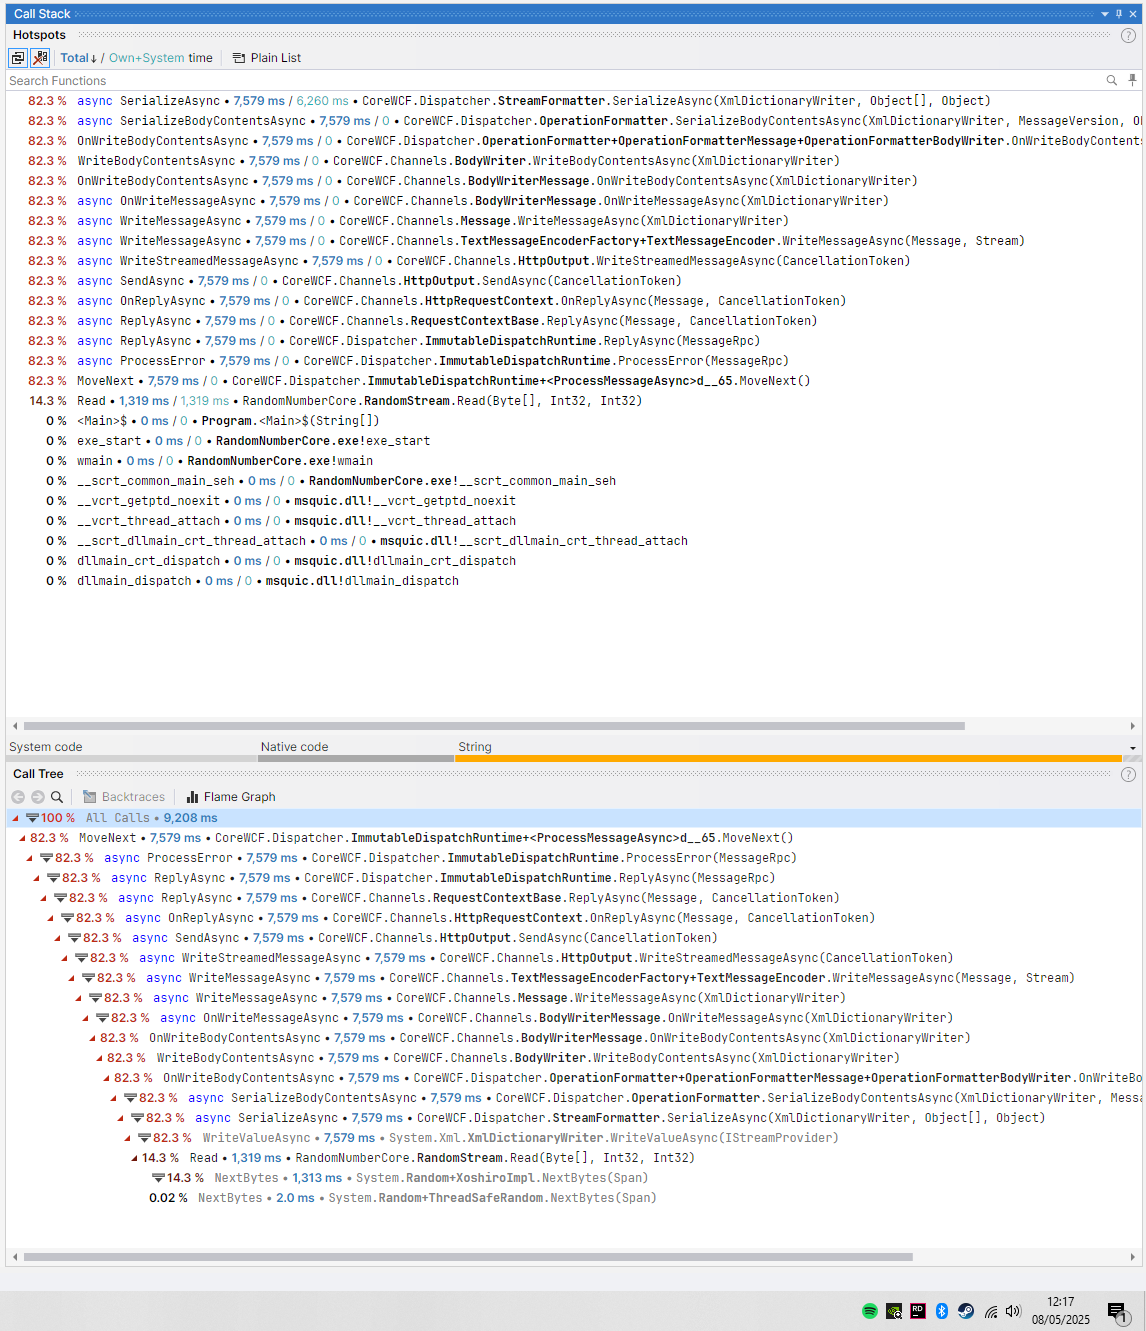 Call Stack
Hotspots
Total↓ / Own+System time Plain List
Search Functions
82.3 % async SerializeAsync • 7,579 ms / 6,260 ms • CoreWCF.Dispatcher.StreamFormatter.SerializeAsync(XmlDictionaryWriter, Object[], Object)
82.3 % async SerializeBodyContentsAsync • 7,579 ms / 0 • CoreWCF.Dispatcher.OperationFormatter.SerializeBodyContentsAsync(XmlDictionaryWriter, MessageVersion, Ob
82.3 % OnWriteBodyContentsAsync • 7,579 ms / 0 • CoreWCF.Dispatcher.OperationFormatter+OperationFormatterMessage+OperationFormatterBodyWriter.OnWriteBodyContents
82.3 % WriteBodyContentsAsync • 7,579 ms / 0 • CoreWCF.Channels.BodyWriter.WriteBodyContentsAsync(XmlDictionaryWriter)
82.3 % OnWriteBodyContentsAsync • 7,579 ms / 0 • CoreWCF.Channels.BodyWriterMessage.OnWriteBodyContentsAsync(XmlDictionaryWriter)
82.3 % async OnWriteMessageAsync • 7,579 ms / 0 • CoreWCF.Channels.BodyWriterMessage.OnWriteMessageAsync(XmlDictionaryWriter)
82.3 % async WriteMessageAsync • 7,579 ms / 0 • CoreWCF.Channels.Message.WriteMessageAsync(XmlDictionaryWriter)
82.3 % async WriteMessageAsync • 7,579 ms / 0 • CoreWCF.Channels.TextMessageEncoderFactory+TextMessageEncoder.WriteMessageAsync(Message, Stream)
82.3 % async WriteStreamedMessageAsync • 7,579 ms / 0 • CoreWCF.Channels.HttpOutput.WriteStreamedMessageAsync(CancellationToken)
82.3 % async SendAsync • 7,579 ms / 0 • CoreWCF.Channels.HttpOutput.SendAsync(CancellationToken)
82.3 % async OnReplyAsync • 7,579 ms / 0 • CoreWCF.Channels.HttpRequestContext.OnReplyAsync(Message, CancellationToken)
82.3 % async ReplyAsync • 7,579 ms / 0 • CoreWCF.Channels.RequestContextBase.ReplyAsync(Message, CancellationToken)
82.3 % async ReplyAsync • 7,579 ms / 0 • CoreWCF.Dispatcher.ImmutableDispatchRuntime.ReplyAsync(MessageRpc)
82.3 % async ProcessError • 7,579 ms / 0 • CoreWCF.Dispatcher.ImmutableDispatchRuntime.ProcessError(MessageRpc)
82.3 % MoveNext • 7,579 ms / 0 • CoreWCF.Dispatcher.ImmutableDispatchRuntime+<ProcessMessageAsync>d__65.MoveNext()
14.3 % Read • 1,319 ms / 1,319 ms • RandomNumberCore.RandomStream.Read(Byte[], Int32, Int32)
0 % <Main>$ • 0 ms / 0 • Program.<Main>$(String[])
0 % exe_start • 0 ms / 0 • RandomNumberCore.exe!exe_start
0 % wmain • 0 ms / 0 • RandomNumberCore.exe!wmain
0 % __scrt_common_main_seh • 0 ms / 0 • RandomNumberCore.exe!__scrt_common_main_seh
0 % __vcrt_getptd_noexit • 0 ms / 0 • msquic.dll!__vcrt_getptd_noexit
0 % __vcrt_thread_attach • 0 ms / 0 • msquic.dll!__vcrt_thread_attach
0 % __scrt_dllmain_crt_thread_attach • 0 ms / 0 • msquic.dll!__scrt_dllmain_crt_thread_attach
0 % dllmain_crt_dispatch • 0 ms / 0 • msquic.dll!dllmain_crt_dispatch
0 % dllmain_dispatch • 0 ms / 0 • msquic.dll!dllmain_dispatch
System code Native code String
Call Tree
Backtraces Flame Graph
100 % All Calls • 9,208 ms
82.3 % MoveNext • 7,579 ms • CoreWCF.Dispatcher.ImmutableDispatchRuntime+<ProcessMessageAsync>d__65.MoveNext()
82.3 % async ProcessError • 7,579 ms • CoreWCF.Dispatcher.ImmutableDispatchRuntime.ProcessError(MessageRpc)
82.3 % async ReplyAsync • 7,579 ms • CoreWCF.Dispatcher.ImmutableDispatchRuntime.ReplyAsync(MessageRpc)
82.3 % async ReplyAsync • 7,579 ms • CoreWCF.Channels.RequestContextBase.ReplyAsync(Message, CancellationToken)
82.3 % async OnReplyAsync • 7,579 ms • CoreWCF.Channels.HttpRequestContext.OnReplyAsync(Message, CancellationToken)
82.3 % async SendAsync • 7,579 ms • CoreWCF.Channels.HttpOutput.SendAsync(CancellationToken)
82.3 % async WriteStreamedMessageAsync • 7,579 ms • CoreWCF.Channels.HttpOutput.WriteStreamedMessageAsync(CancellationToken)
82.3 % async WriteMessageAsync • 7,579 ms • CoreWCF.Channels.TextMessageEncoderFactory+TextMessageEncoder.WriteMessageAsync(Message, Stream)
82.3 % async WriteMessageAsync • 7,579 ms • CoreWCF.Channels.Message.WriteMessageAsync(XmlDictionaryWriter)
82.3 % async OnWriteMessageAsync • 7,579 ms • CoreWCF.Channels.BodyWriterMessage.OnWriteMessageAsync(XmlDictionaryWriter)
82.3 % OnWriteBodyContentsAsync • 7,579 ms • CoreWCF.Channels.BodyWriterMessage.OnWriteBodyContentsAsync(XmlDictionaryWriter)
82.3 % WriteBodyContentsAsync • 7,579 ms • CoreWCF.Channels.BodyWriter.WriteBodyContentsAsync(XmlDictionaryWriter)
82.3 % OnWriteBodyContentsAsync • 7,579 ms • CoreWCF.Dispatcher.OperationFormatter+OperationFormatterMessage+OperationFormatterBodyWriter.OnWriteBo
82.3 % async SerializeBodyContentsAsync • 7,579 ms • CoreWCF.Dispatcher.OperationFormatter.SerializeBodyContentsAsync(XmlDictionaryWriter, Messa
82.3 % async SerializeAsync • 7,579 ms • CoreWCF.Dispatcher.StreamFormatter.SerializeAsync(XmlDictionaryWriter, Object[], Object)
82.3 % WriteValueAsync • 7,579 ms • System.Xml.XmlDictionaryWriter.WriteValueAsync(IStreamProvider)
14.3 % Read • 1,319 ms • RandomNumberCore.RandomStream.Read(Byte[], Int32, Int32)
14.3 % NextBytes • 1,313 ms • System.Random+XoshiroImpl.NextBytes(Span)
0.02 % NextBytes • 2.0 ms • System.Random+ThreadSafeRandom.NextBytes(Span)
RD
12:17
08/05/2025
1